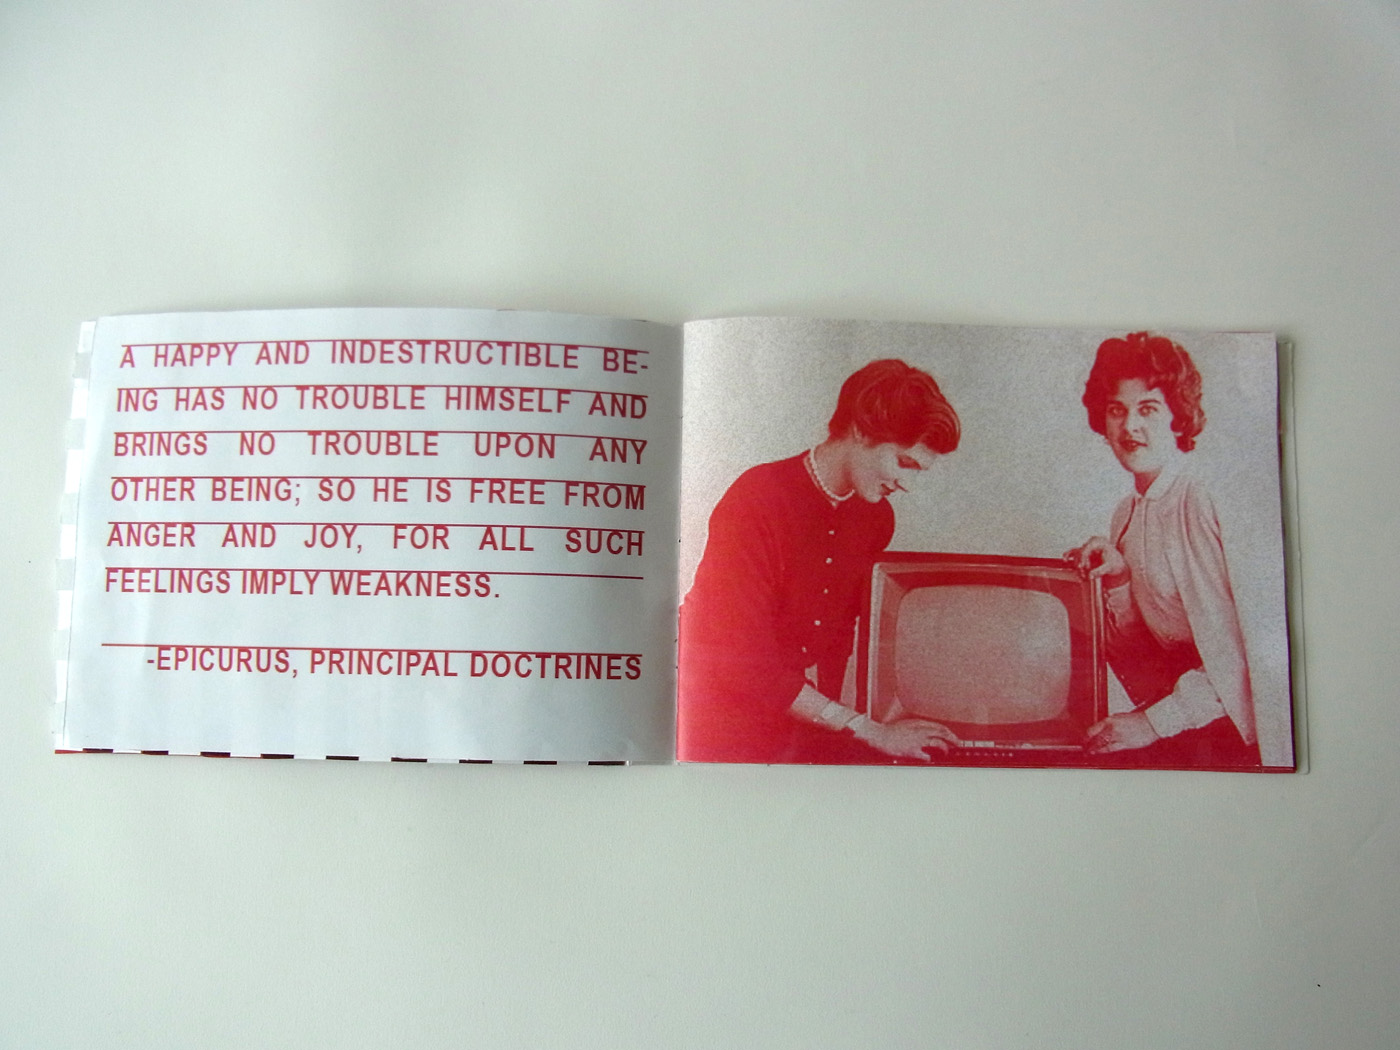 A HAPPY AND INDESTRUCTIBLE BE-
ING HAS NO TROUBLE HIMSELF AND
BRINGS NO TROUBLE UPON ANY
OTHER BEING; SO HE IS FREE FROM
ANGER AND JOY, FOR ALL SUCH
FEELINGS IMPLY WEAKNESS.
-EPICURUS, PRINCIPAL DOCTRINES